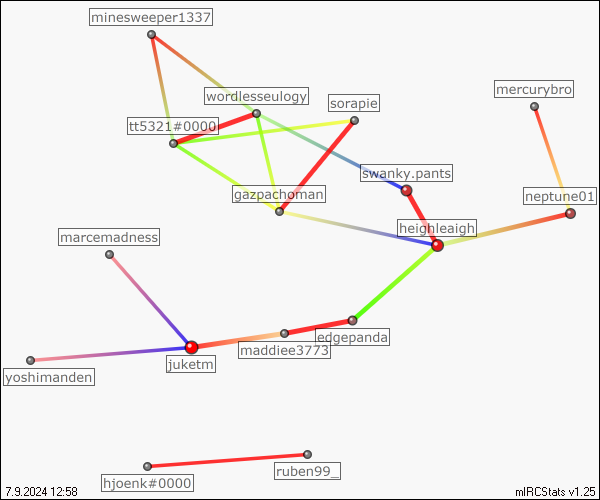 minesweeper1337
mercurybro
wordlesseulogy
sorapie
tt5321#0000
swanky.pants
gazpachoman
neptune01
heighleaigh
marcemadness
edgepanda
maddiee3773
juketm
yoshimanden
ruben99_
hjoenk#0000
7.9.2024 12:58
mIRCStats v1.25